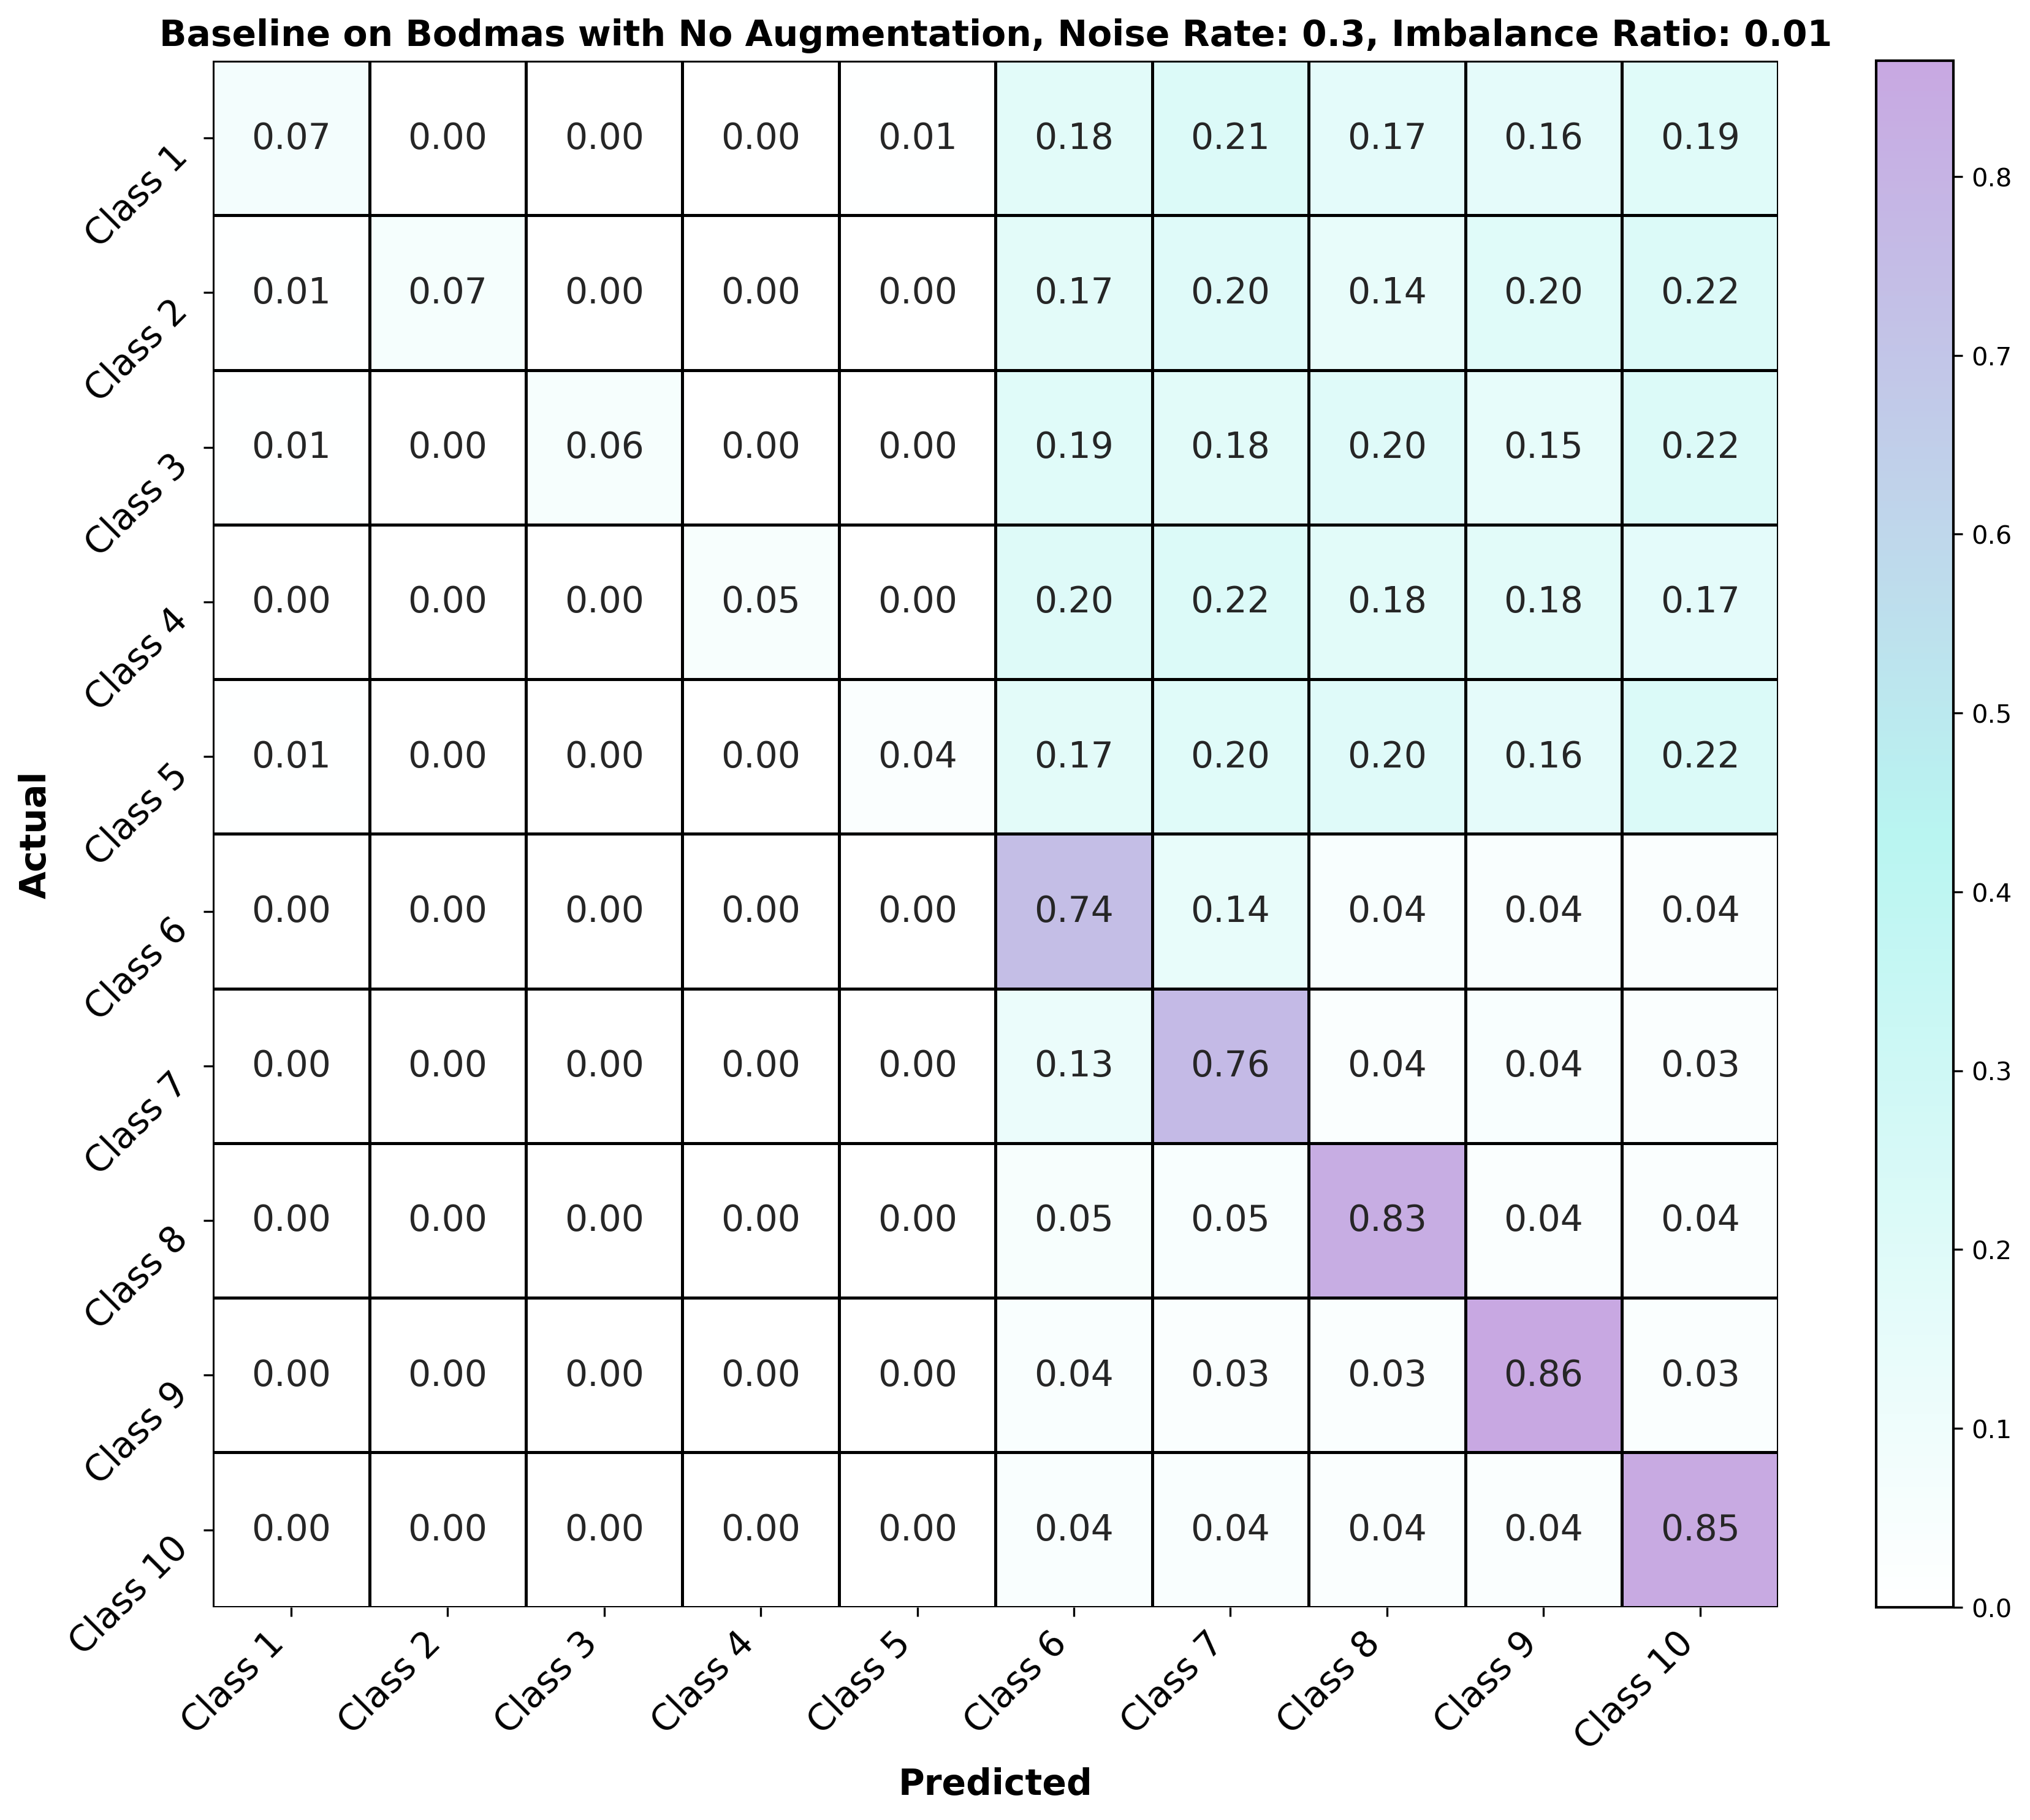 Baseline on Bodmas with No Augmentation, Noise Rate: 0.3, Imbalance Ratio: 0.01
Actual
Class 1 0.07 0.00 0.00 0.00 0.01 0.18 0.21 0.17 0.16 0.19
Class 2 0.01 0.07 0.00 0.00 0.00 0.17 0.20 0.14 0.20 0.22
Class 3 0.01 0.00 0.06 0.00 0.00 0.19 0.18 0.20 0.15 0.22
Class 4 0.00 0.00 0.00 0.05 0.00 0.20 0.22 0.18 0.18 0.17
Class 5 0.01 0.00 0.00 0.00 0.04 0.17 0.20 0.20 0.16 0.22
Class 6 0.00 0.00 0.00 0.00 0.00 0.74 0.14 0.04 0.04 0.04
Class 7 0.00 0.00 0.00 0.00 0.00 0.13 0.76 0.04 0.04 0.03
Class 8 0.00 0.00 0.00 0.00 0.00 0.05 0.05 0.83 0.04 0.04
Class 9 0.00 0.00 0.00 0.00 0.00 0.04 0.03 0.03 0.86 0.03
Class 10 0.00 0.00 0.00 0.00 0.00 0.04 0.04 0.04 0.04 0.85
Class 1 Class 2 Class 3 Class 4 Class 5 Class 6 Class 7 Class 8 Class 9 Class 10
Predicted
0.8
0.7
0.6
0.5
0.4
0.3
0.2
0.1
0.0